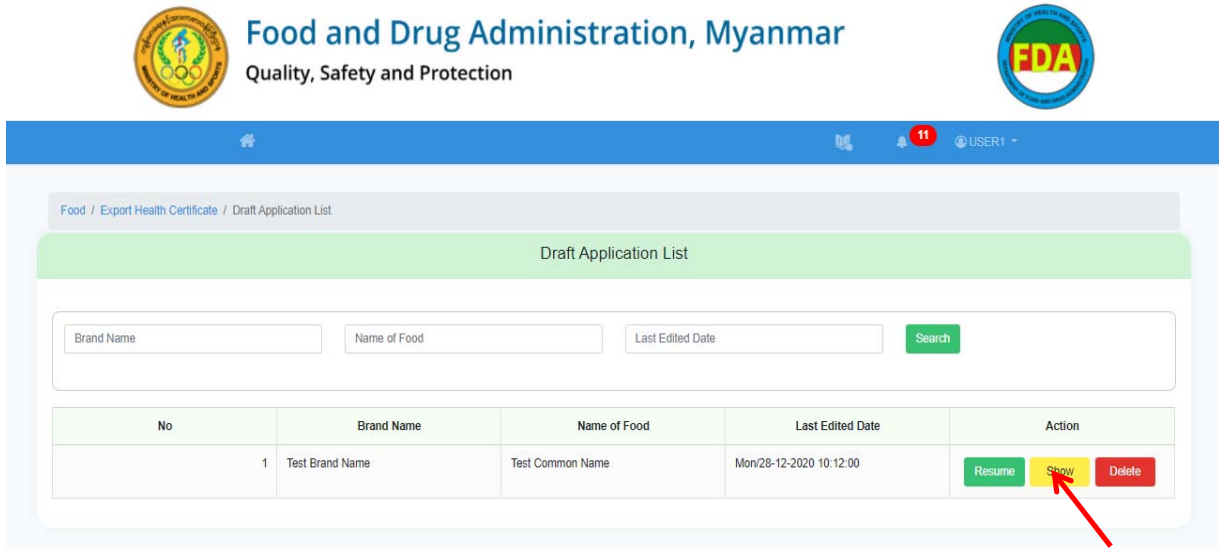 Food and Drug Administration, Myanmar
Quality, Safety and Protection
FDA
11 USER1
Food / Export Health Certificate / Draft Application List
Draft Application List
Brand Name Name of Food Last Edited Date Search
No Brand Name Name of Food Last Edited Date Action
1 Test Brand Name Test Common Name Mon/28-12-2020 10:12:00 Resume Show Delete